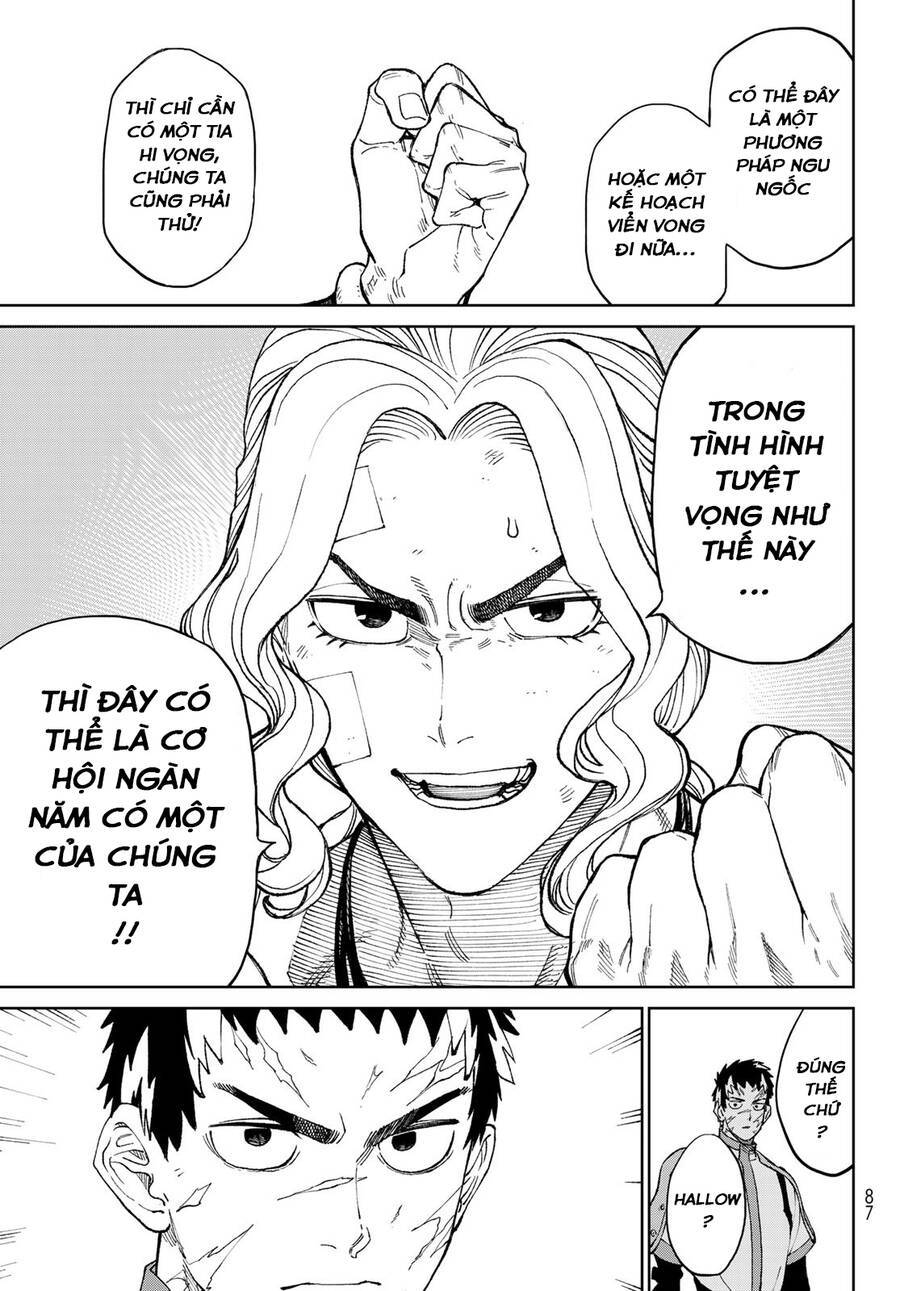 CÓ THỂ ĐÂY
LÀ MỘT
PHƯƠNG
PHÁP NGU
NGỐC
HOẶC MỘT
KẾ HOẠCH
VIỂN VONG
ĐI NỮA...
THÌ CHỈ CẦN
CÓ MỘT TIA
HI VỌNG,
CHÚNG TA
CŨNG PHẢI
THỬ!
TRONG
TÌNH HÌNH
TUYỆT
VỌNG NHƯ
THẾ NÀY
...
THÌ ĐÂY CÓ
THỂ LÀ CƠ
HỘI NGÀN
NĂM CÓ MỘT
CỦA CHÚNG
TA
!!
ĐÚNG
THẾ
CHỨ
?
HALLOW
?
87